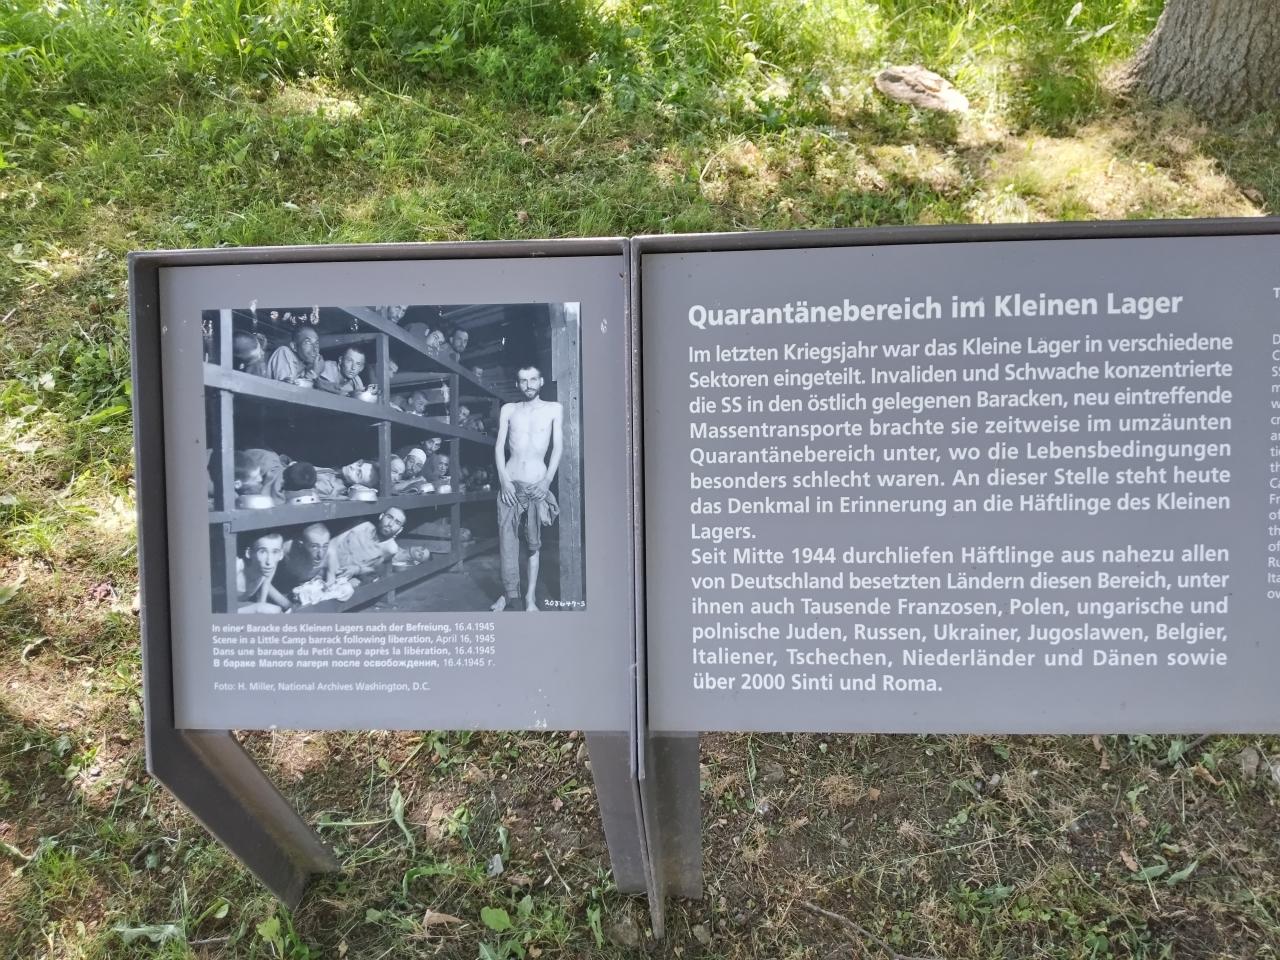 203647-S
In einer Baracke des Kleinen Lagers nach der Befreiung, 16.4.1945
Scene in a Little Camp barrack following liberation, April 16, 1945
Dans une baraque du Petit Camp après la libération, 16.4.1945
В бараке Малого лагеря после освобождения, 16.4.1945 г.
Foto: H. Miller, National Archives Washington, D.C.
Quarantänebereich im Kleinen Lager
Im letzten Kriegsjahr war das Kleine Lager in verschiedene
Sektoren eingeteilt. Invaliden und Schwache konzentrierte
die SS in den östlich gelegenen Baracken, neu eintreffende
Massentransporte brachte sie zeitweise im umzäunten
Quarantänebereich unter, wo die Lebensbedingungen
besonders schlecht waren. An dieser Stelle steht heute
das Denkmal in Erinnerung an die Häftlinge des Kleinen
Lagers.
Seit Mitte 1944 durchliefen Häftlinge aus nahezu allen
von Deutschland besetzten Ländern diesen Bereich, unter
ihnen auch Tausende Franzosen, Polen, ungarische und
polnische Juden, Russen, Ukrainer, Jugoslawen, Belgier,
Italiener, Tschechen, Niederländer und Dänen sowie
über 2000 Sinti und Roma.